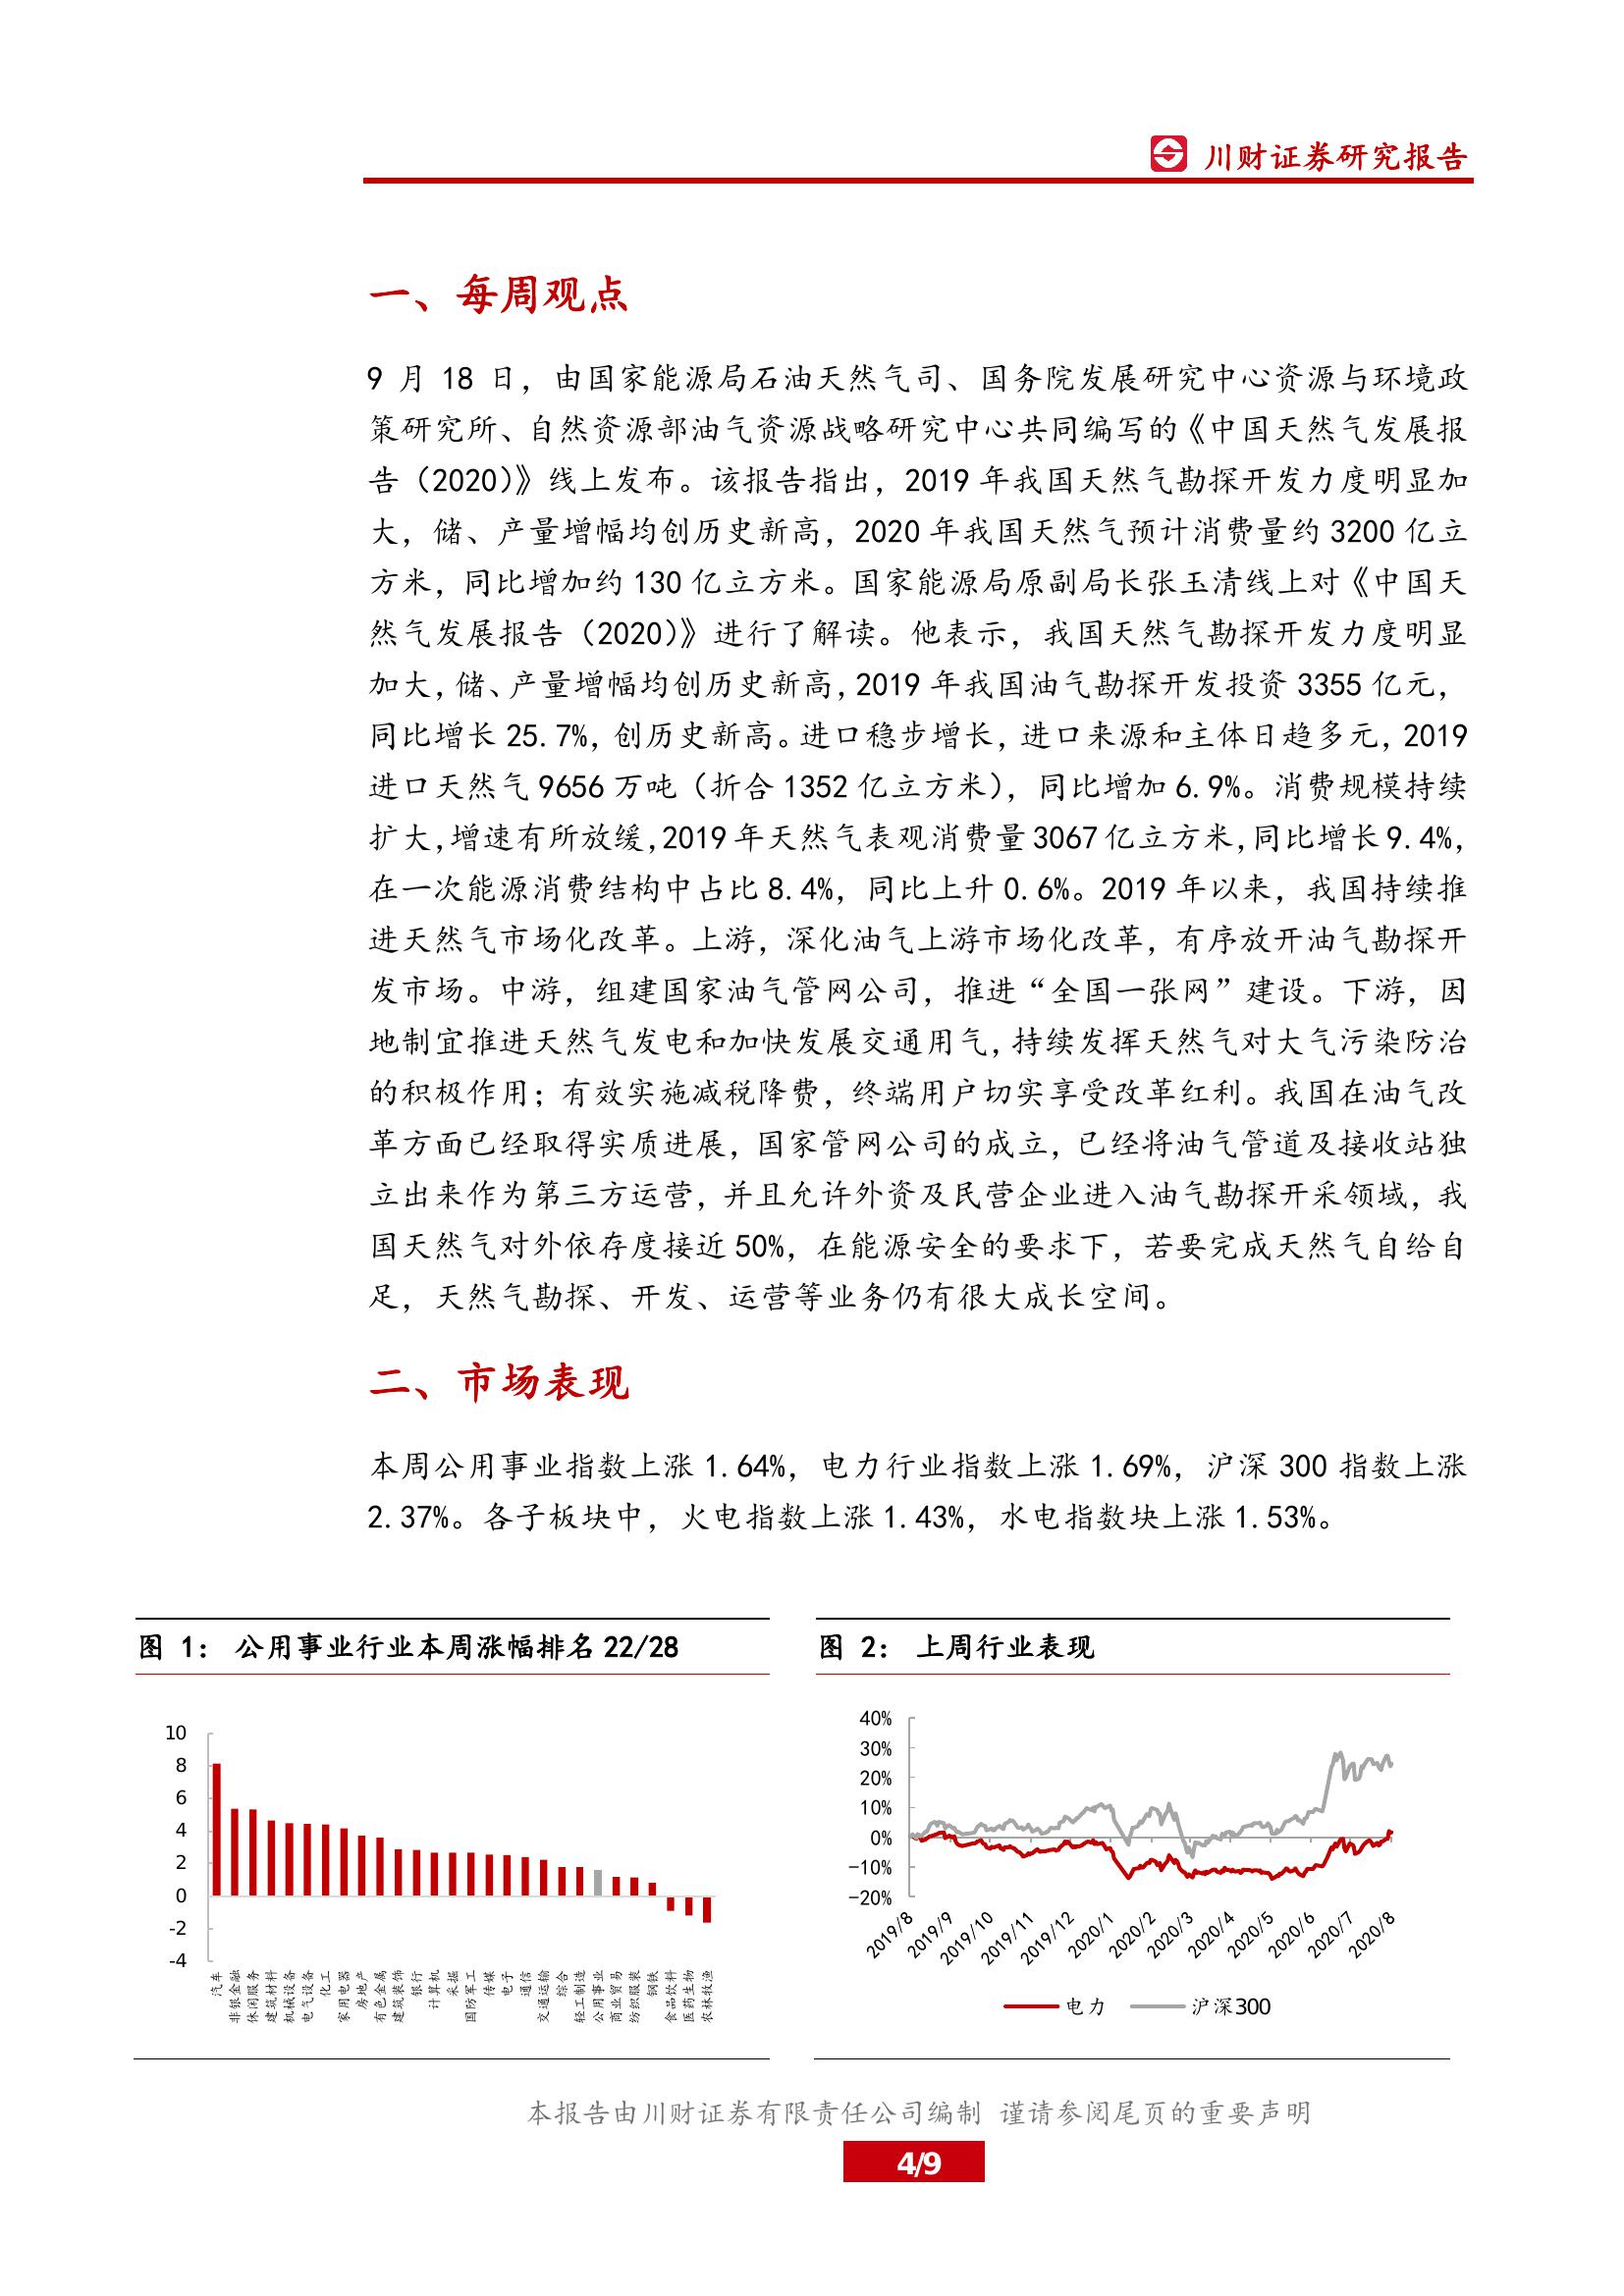 川财证券研究报告
一、每周观点
9 月 18 日，由国家能源局石油天然气司、国务院发展研究中心资源与环境政
策研究所、自然资源部油气资源战略研究中心共同编写的《中国天然气发展报
告（2020）》线上发布。该报告指出，2019 年我国天然气勘探开发力度明显加
大，储、产量增幅均创历史新高，2020 年我国天然气预计消费量约 3200 亿立
方米，同比增加约 130 亿立方米。国家能源局原副局长张玉清线上对《中国天
然气发展报告（2020）》进行了解读。他表示，我国天然气勘探开发力度明显
加大，储、产量增幅均创历史新高，2019 年我国油气勘探开发投资 3355 亿元，
同比增长 25.7%，创历史新高。进口稳步增长，进口来源和主体日趋多元，2019
进口天然气 9656 万吨（折合 1352 亿立方米），同比增加 6.9%。消费规模持续
扩大，增速有所放缓，2019 年天然气表观消费量 3067 亿立方米，同比增长 9.4%，
在一次能源消费结构中占比 8.4%，同比上升 0.6%。2019 年以来，我国持续推
进天然气市场化改革。上游，深化油气上游市场化改革，有序放开油气勘探开
发市场。中游，组建国家油气管网公司，推进“全国一张网”建设。下游，因
地制宜推进天然气发电和加快发展交通用气，持续发挥天然气对大气污染防治
的积极作用；有效实施减税降费，终端用户切实享受改革红利。我国在油气改
革方面已经取得实质进展，国家管网公司的成立，已经将油气管道及接收站独
立出来作为第三方运营，并且允许外资及民营企业进入油气勘探开采领域，我
国天然气对外依存度接近 50%，在能源安全的要求下，若要完成天然气自给自
足，天然气勘探、开发、运营等业务仍有很大成长空间。
二、市场表现
本周公用事业指数上涨 1.64%，电力行业指数上涨 1.69%，沪深 300 指数上涨
2.37%。各子板块中，火电指数上涨 1.43%，水电指数块上涨 1.53%。
图 1： 公用事业行业本周涨幅排名 22/28
10
8
6
4
2
0
-2
-4
汽车
非银金融
休闲服务
建筑材料
机械设备
电气设备
化工
家用电器
房地产
有色金属
建筑装饰
银行
计算机
采掘
国防军工
传媒
电子
通信
交通运输
综合
轻工制造
公用事业
商业贸易
纺织服装
钢铁
食品饮料
医药生物
农林牧渔
图 2： 上周行业表现
40%
30%
20%
10%
0%
-10%
-20%
2019/8
2019/9
2019/10
2019/11
2019/12
2020/1
2020/2
2020/3
2020/4
2020/5
2020/6
2020/7
2020/8
电力
沪深300
本报告由川财证券有限责任公司编制 谨请参阅尾页的重要声明
4/9